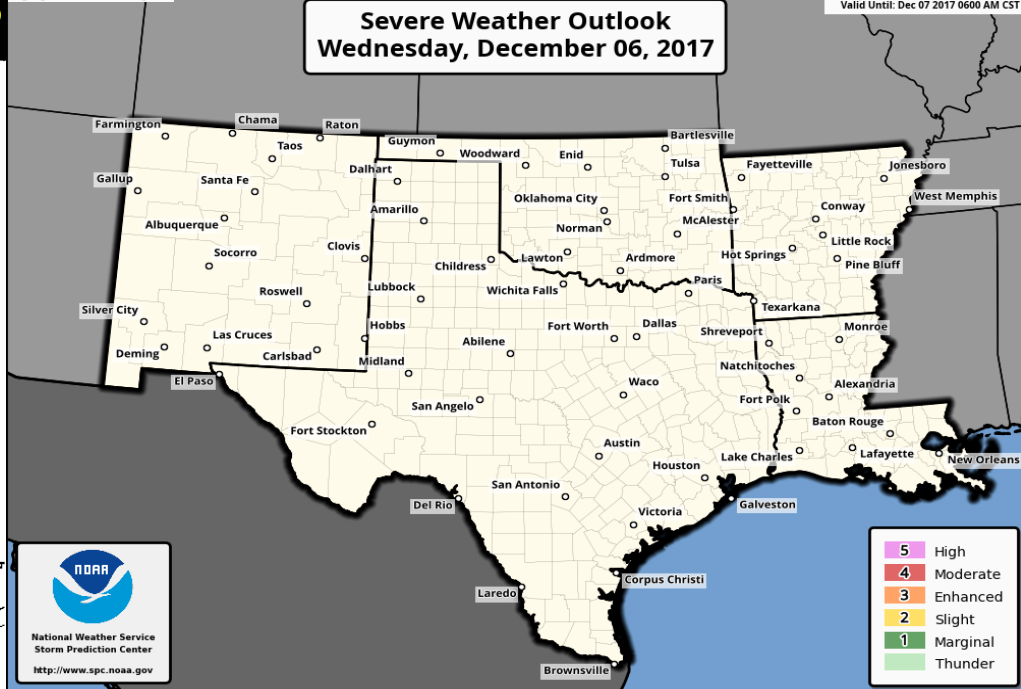 Severe Weather Outlook
Wednesday, December 06, 2017
Valid Until: Dec 07 2017 0600 AM CST
Farmington
Chama
Raton
Taos
Gallup
Santa Fe
Albuquerque
Socorro
Clovis
Roswell
Silver City
Las Cruces
Deming
Carlsbad
Hobbs
El Paso
Guymon
Woodward
Enid
Bartlesville
Tulsa
Dalhart
Amarillo
Oklahoma City
Norman
Fort Smith
McAlester
Childress
Lawton
Ardmore
Lubbock
Wichita Falls
Paris
Fayetteville
Jonesboro
West Memphis
Conway
Little Rock
Hot Springs
Pine Bluff
Texarkana
Fort Worth
Dallas
Shreveport
Monroe
Abilene
Midland
Natchitoches
Waco
Alexandria
San Angelo
Fort Polk
Fort Stockton
Baton Rouge
Austin
Lake Charles
Lafayette
New Orleans
Houston
San Antonio
Del Rio
Galveston
Victoria
Corpus Christi
Laredo
Brownsville
NOAA
National Weather Service
Storm Prediction Center
http://www.spc.noaa.gov
5 High
4 Moderate
3 Enhanced
2 Slight
1 Marginal
Thunder